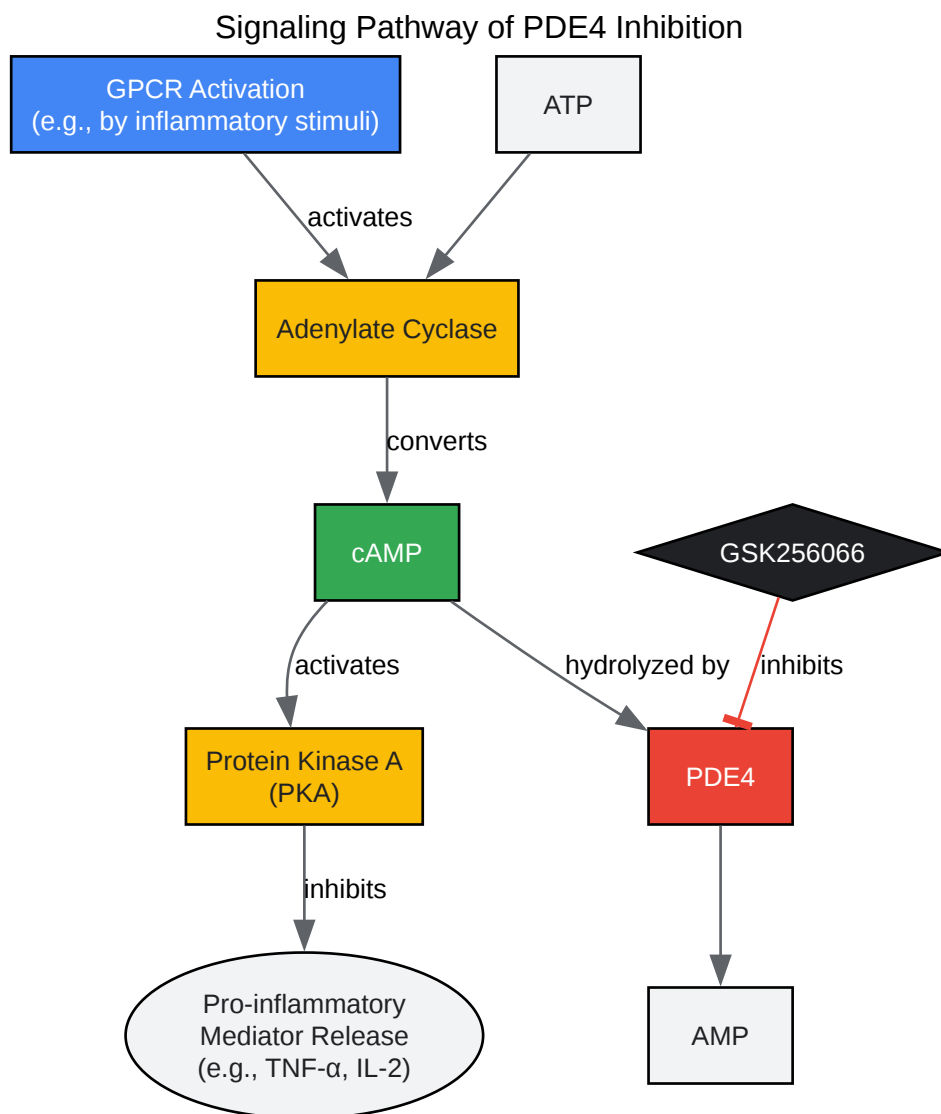 Signaling Pathway of PDE4 Inhibition
GPCR Activation
(e.g., by inflammatory stimuli)
ATP
activates
Adenylate Cyclase
converts
cAMP
GSK256066
activates
hydrolyzed by
inhibits
Protein Kinase A
(PKA)
PDE4
inhibits
Pro-inflammatory
Mediator Release
(e.g., TNF-α, IL-2)
AMP